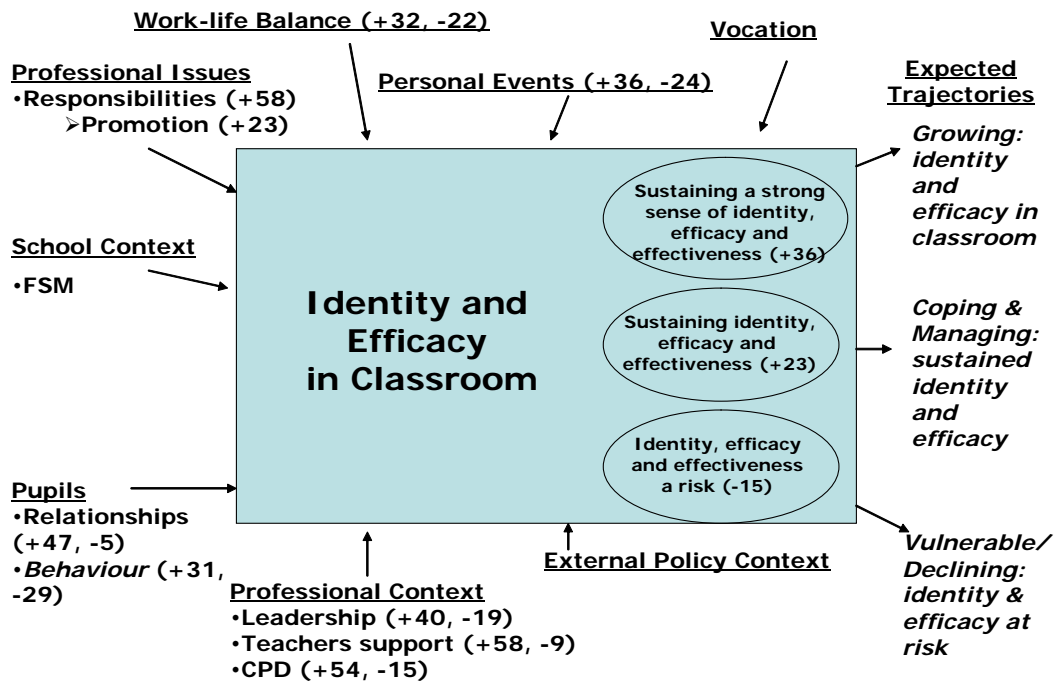 Work-life Balance (+32, -22)
Vocation
Professional Issues
•Responsibilities (+58)
➢Promotion (+23)
Personal Events (+36, -24)
Expected
Trajectories
Growing:
identity
and
efficacy in
classroom
School Context
•FSM
Identity and
Efficacy
in Classroom
Sustaining a strong
sense of identity,
efficacy and
effectiveness (+36)
Sustaining identity,
efficacy and
effectiveness (+23)
Identity, efficacy
and effectiveness
a risk (-15)
Coping &
Managing:
sustained
identity
and
efficacy
Pupils
•Relationships
(+47, -5)
•Behaviour (+31,
-29)
Professional Context
•Leadership (+40, -19)
•Teachers support (+58, -9)
•CPD (+54, -15)
External Policy Context
Vulnerable/
Declining:
identity &
efficacy at
risk